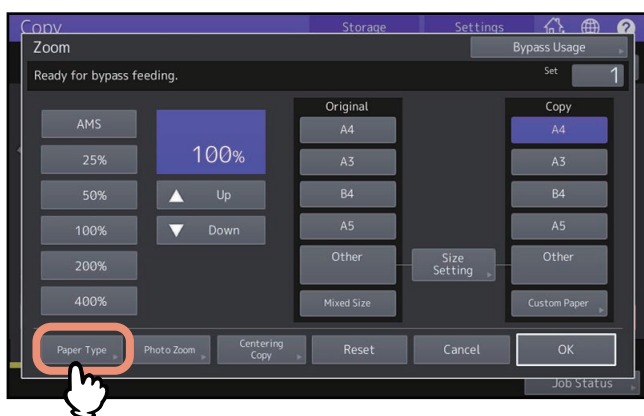 Copy
Storage
Settings
Zoom
Bypass Usage
Ready for bypass feeding.
Set
1
Original
Copy
AMS
100%
A4
A4
25%
A3
A3
50%
Up
B4
B4
100%
Down
A5
A5
200%
Other
Size
Setting
Other
400%
Mixed Size
Custom Paper
Paper Type
Photo Zoom
Centering
Copy
Reset
Cancel
OK
Job Status